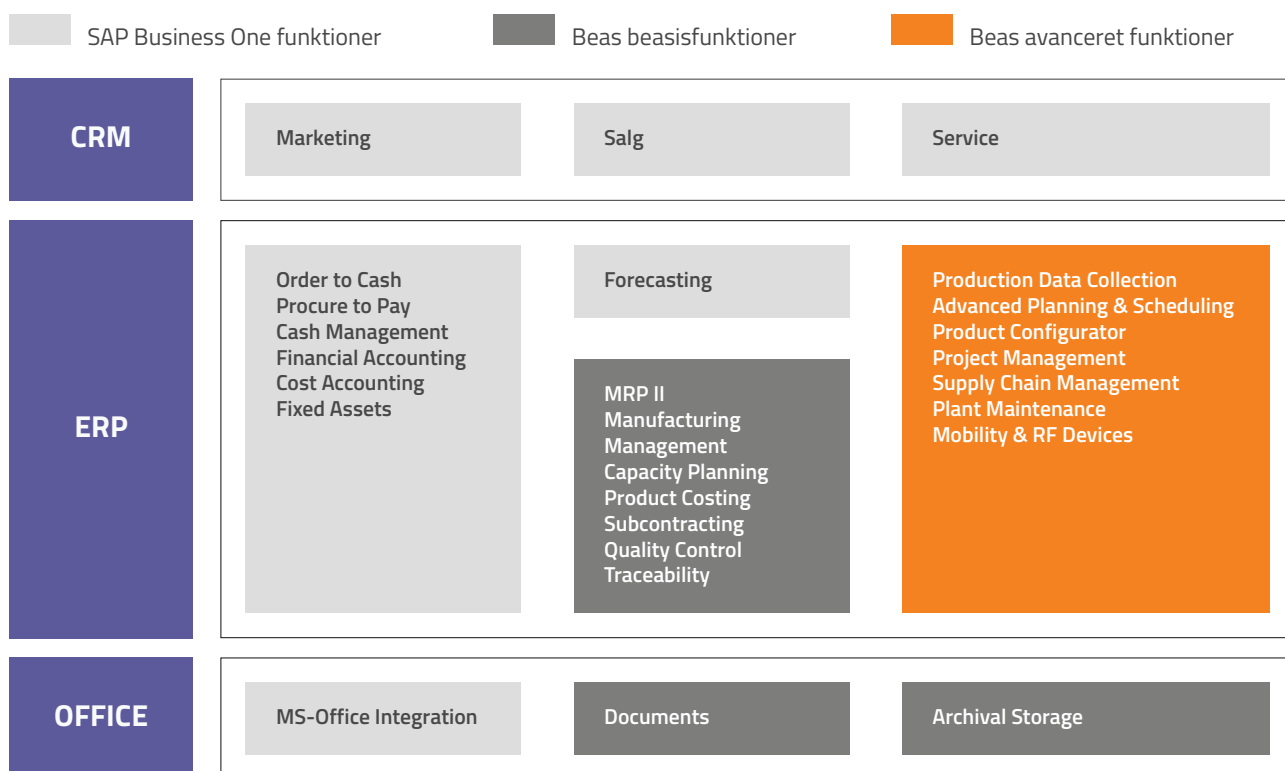 SAP Business One funktioner
Beas beasisfunktioner
Beas avanceret funktioner
CRM
Marketing
Salg
Service
ERP
Order to Cash
Procure to Pay
Cash Management
Financial Accounting
Cost Accounting
Fixed Assets
Forecasting
MRP II
Manufacturing
Management
Capacity Planning
Product Costing
Subcontracting
Quality Control
Traceability
Production Data Collection
Advanced Planning & Scheduling
Product Configurator
Project Management
Supply Chain Management
Plant Maintenance
Mobility & RF Devices
OFFICE
MS-Office Integration
Documents
Archival Storage